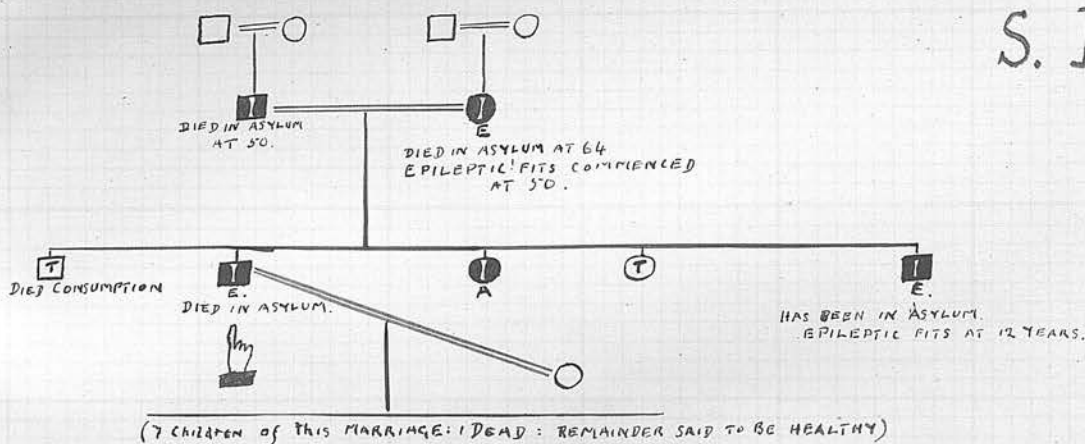 S.
I I
E
DIED IN ASYLUM
AT 50.
DIED IN ASYLUM AT 64
EPILEPTIC FITS COMMENCED
AT 50.
T I I T I
E. A E.
DIED CONSUMPTION
DIED IN ASYLUM.
HAS BEEN IN ASYLUM.
EPILEPTIC FITS AT 12 YEARS.
(7 CHILDREN OF THIS MARRIAGE: 1 DEAD: REMAINDER SAID TO BE HEALTHY)